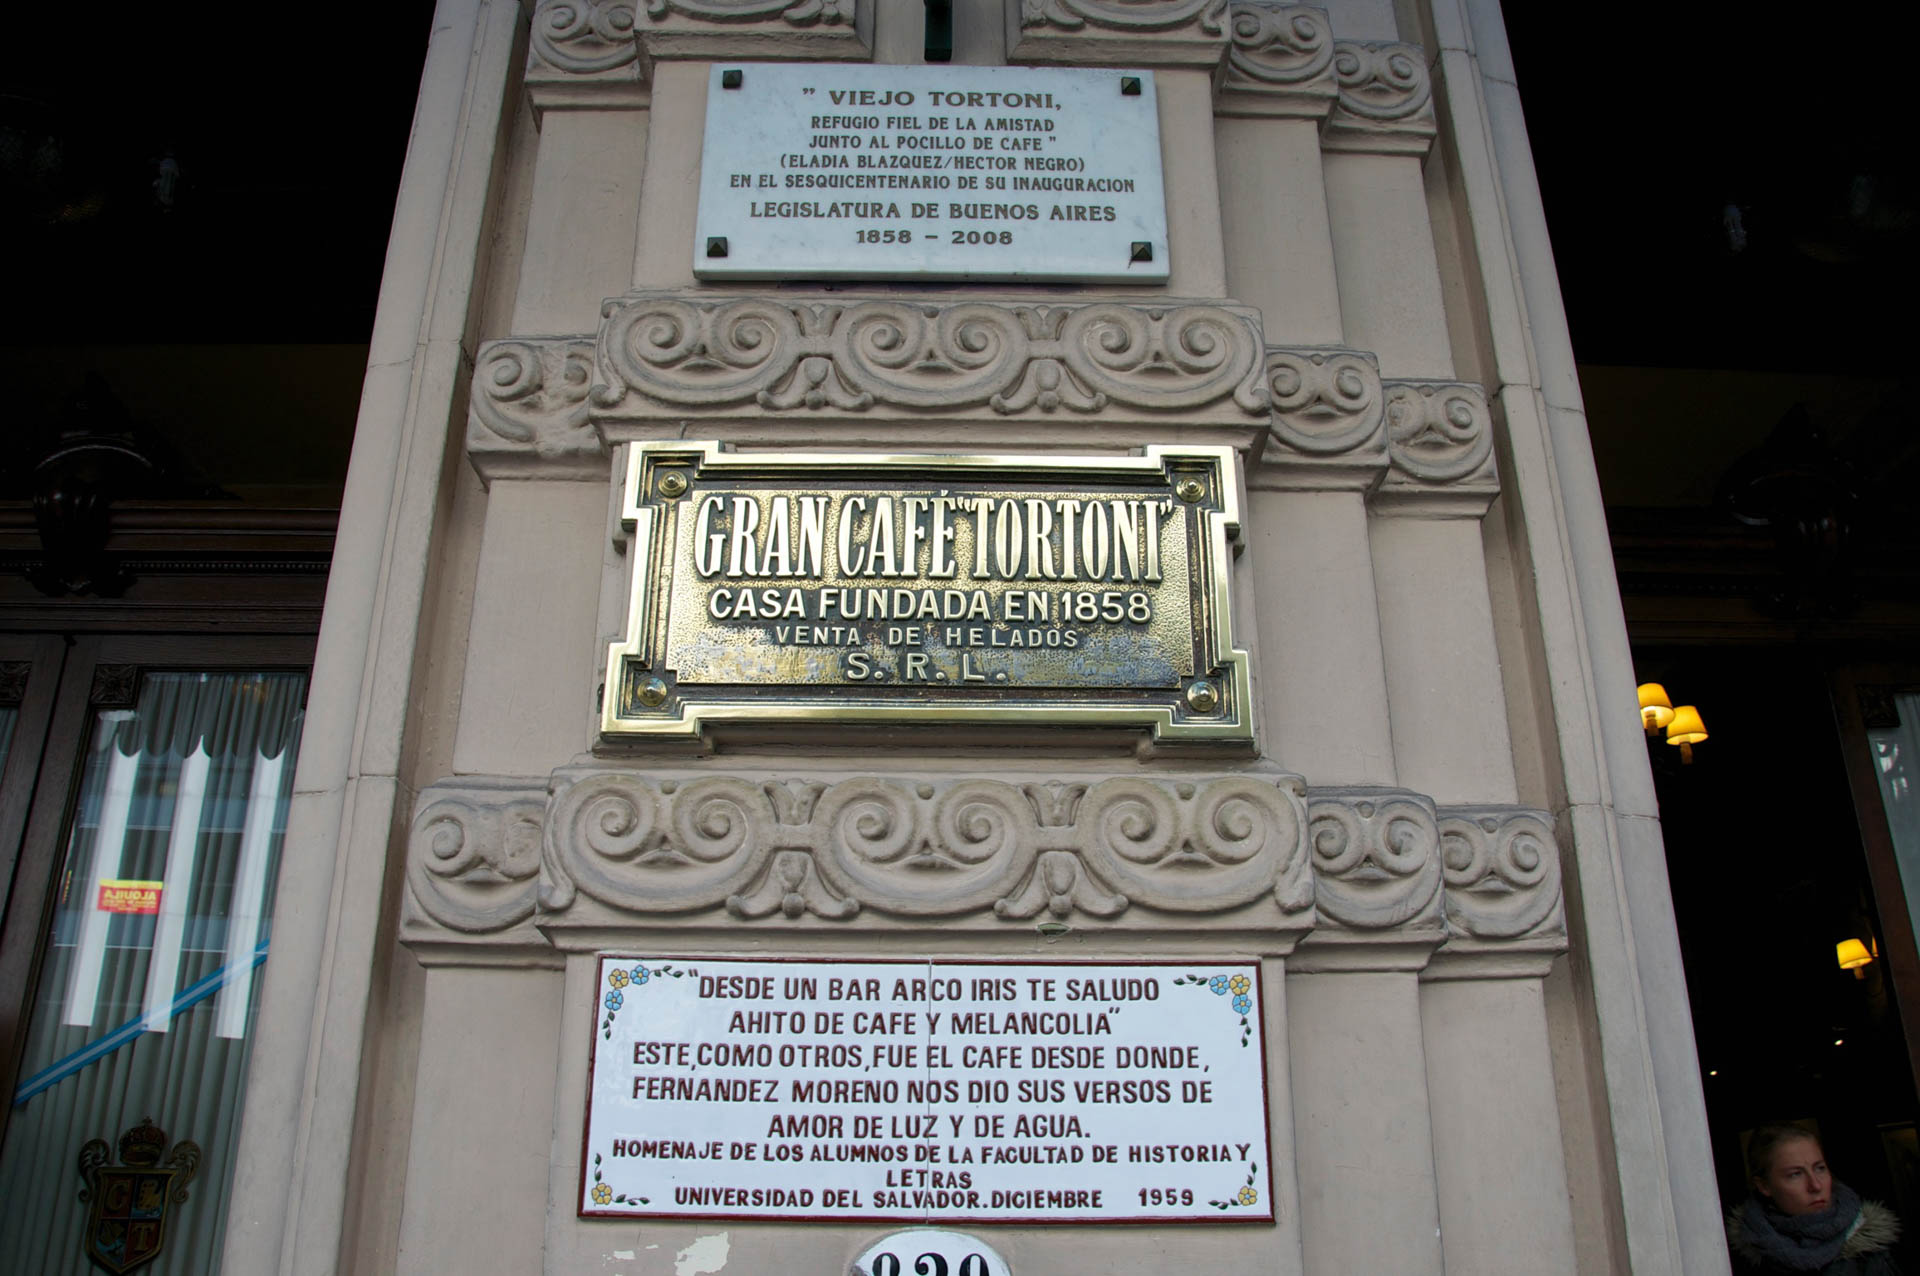 ” VIEJO TORTONI,
REFUGIO FIEL DE LA AMISTAD
JUNTO AL POCILLO DE CAFE ”
(ELADIA BLAZQUEZ/HECTOR NEGRO)
EN EL SESQUICENTENARIO DE SU INAUGURACION
LEGISLATURA DE BUENOS AIRES
1858 – 2008
GRAN CAFÉ “TORTONI”
CASA FUNDADA EN 1858
VENTA DE HELADOS
S. R. L.
“DESDE UN BAR ARCO IRIS TE SALUDO
AHITO DE CAFE Y MELANCOLIA”
ESTE,COMO OTROS,FUE EL CAFE DESDE DONDE,
FERNANDEZ MORENO NOS DIO SUS VERSOS DE
AMOR DE LUZ Y DE AGUA.
HOMENAJE DE LOS ALUMNOS DE LA FACULTAD DE HISTORIA Y
LETRAS
UNIVERSIDAD DEL SALVADOR.DICIEMBRE 1959
ALQUILA
GT